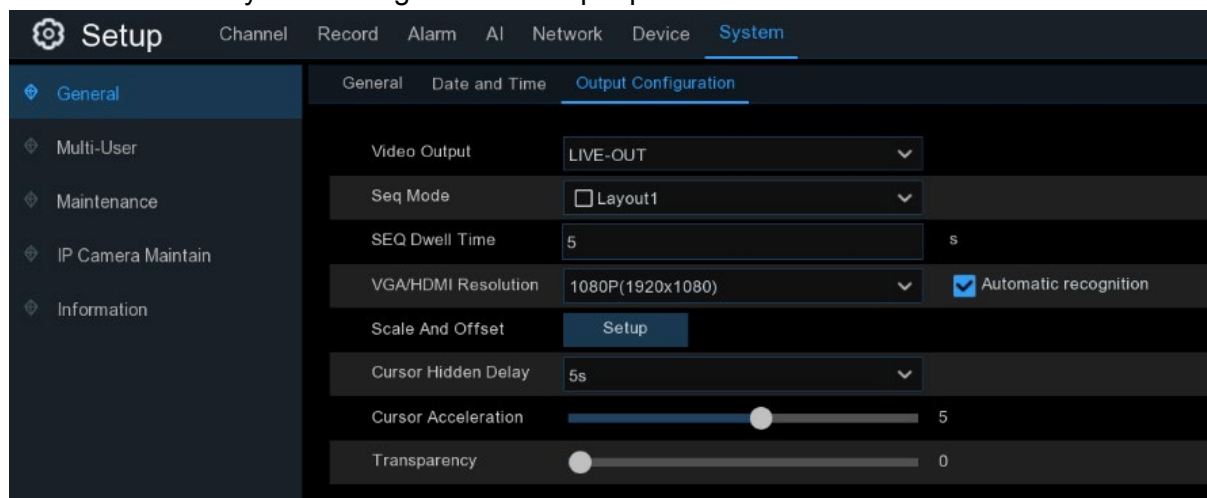 Setup Channel Record Alarm AI Network Device System
General Date and Time Output Configuration
General
Multi-User
Maintenance
IP Camera Maintain
Information
Video Output LIVE-OUT
Seq Mode Layout1
SEQ Dwell Time 5 s
VGA/HDMI Resolution 1080P(1920x1080) Automatic recognition
Scale And Offset Setup
Cursor Hidden Delay 5s
Cursor Acceleration 5
Transparency 0